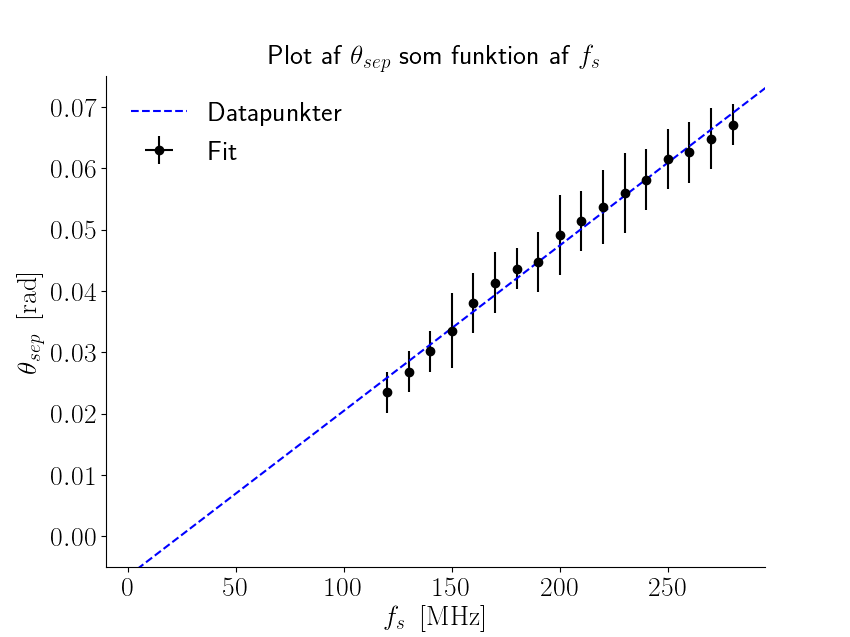 Plot af θ_sep som funktion af f_s
Datapunkter
Fit
θ_sep [rad]
0.07
0.06
0.05
0.04
0.03
0.02
0.01
0.00
0 50 100 150 200 250
f_s [MHz]